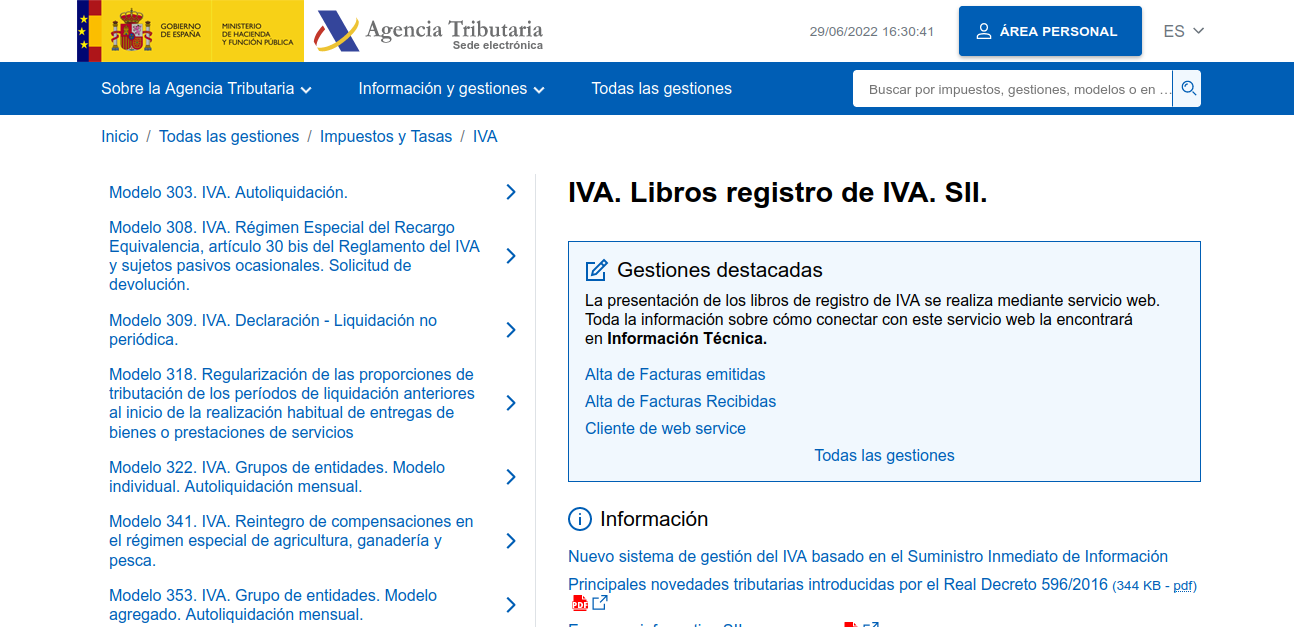 GOBIERNO
DE ESPAÑA
MINISTERIO
DE HACIENDA
Y FUNCIÓN PÚBLICA
Agencia Tributaria
Sede electrónica
29/06/2022 16:30:41
ÁREA PERSONAL
ES
Sobre la Agencia Tributaria
Información y gestiones
Todas las gestiones
Buscar por impuestos, gestiones, modelos o en ...
Inicio / Todas las gestiones / Impuestos y Tasas / IVA
Modelo 303. IVA. Autoliquidación.
Modelo 308. IVA. Régimen Especial del Recargo
Equivalencia, artículo 30 bis del Reglamento del IVA
y sujetos pasivos ocasionales. Solicitud de
devolución.
Modelo 309. IVA. Declaración - Liquidación no
periódica.
Modelo 318. Regularización de las proporciones de
tributación de los períodos de liquidación anteriores
al inicio de la realización habitual de entregas de
bienes o prestaciones de servicios
Modelo 322. IVA. Grupos de entidades. Modelo
individual. Autoliquidación mensual.
Modelo 341. IVA. Reintegro de compensaciones en
el régimen especial de agricultura, ganadería y
pesca.
Modelo 353. IVA. Grupo de entidades. Modelo
agregado. Autoliquidación mensual.
IVA. Libros registro de IVA. SII.
Gestiones destacadas
La presentación de los libros de registro de IVA se realiza mediante servicio web.
Toda la información sobre cómo conectar con este servicio web la encontrará
en Información Técnica.
Alta de Facturas emitidas
Alta de Facturas Recibidas
Cliente de web service
Todas las gestiones
Información
Nuevo sistema de gestión del IVA basado en el Suministro Inmediato de Información
Principales novedades tributarias introducidas por el Real Decreto 596/2016 (344 KB - pdf)
PDF